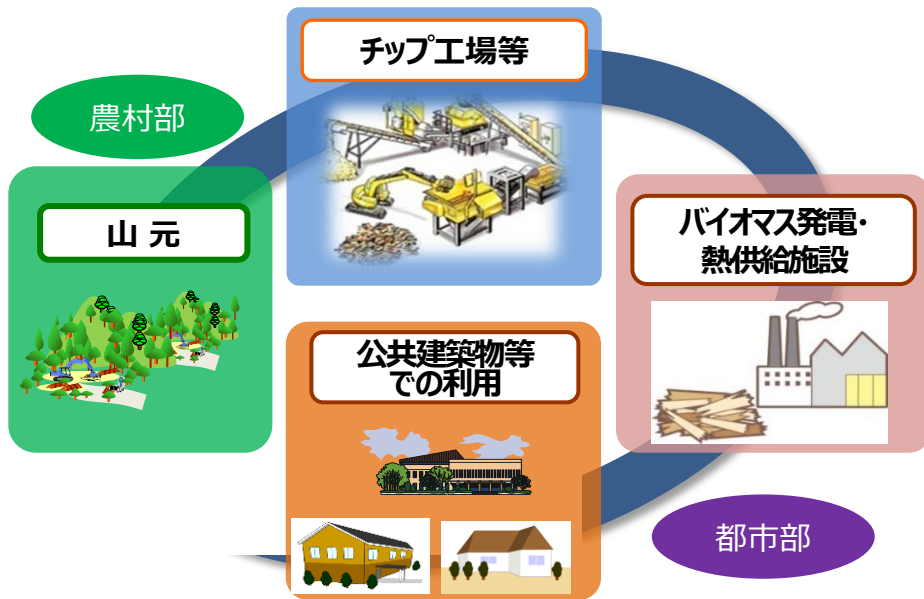 チップ工場等
農村部
山 元
バイオマス発電・
熱供給施設
公共建築物等
での利用
都市部